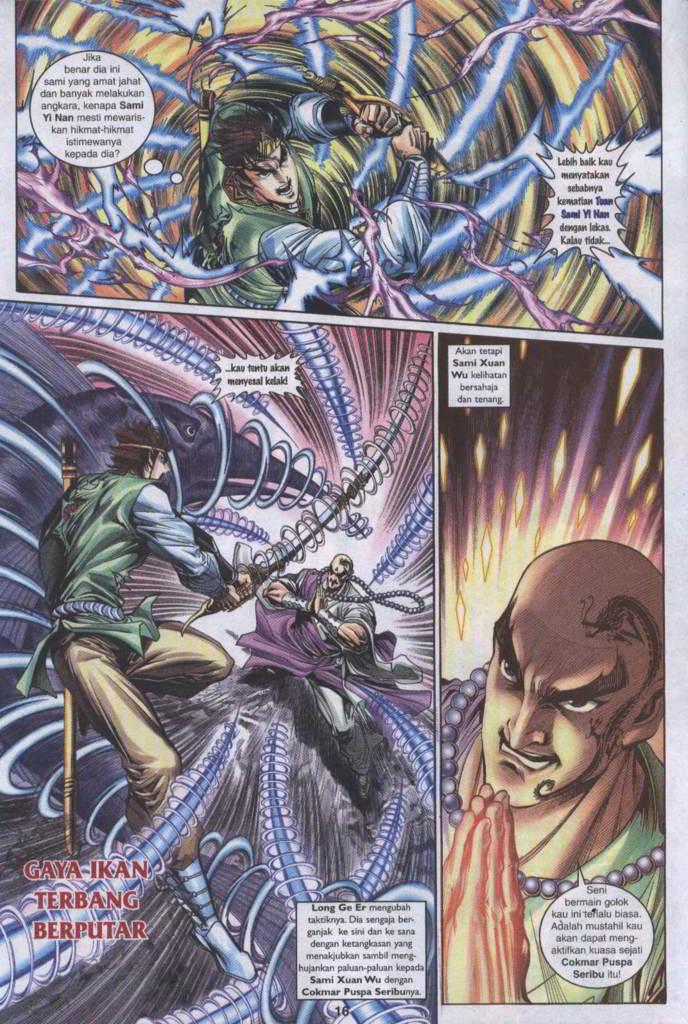 Jika
benar dia ini
sami yang amat jahat
dan banyak melakukan
angkara, kenapa Sami
Yi Nan mesti mewaris-
kan hikmat-hikmat
istimewanya
kepada dia?
Lebih baik kau
menyatakan
sebabnya
kematian Tuan
Sami Yi Nan
dengan lekas.
Kalau tidak...
...kau tentu akan
menyesal kelak!
Akan tetapi
Sami Xuan
Wu kelihatan
bersahaja
dan tenang.
GAYA IKAN
TERBANG
BERPUTAR
Long Ge Er mengubah
taktiknya. Dia sengaja ber-
ganjak ke sini dan ke sana
dengan ketangkasan yang
menakjubkan sambil meng-
hujankan paluan-paluan kepada
Sami Xuan Wu dengan
Cokmar Puspa Seribunya.
Seni
bermain golok
kau ini terlalu biasa.
Adalah mustahil kau
akan dapat meng-
aktifkan kuasa sejati
Cokmar Puspa
Seribu itu!
16